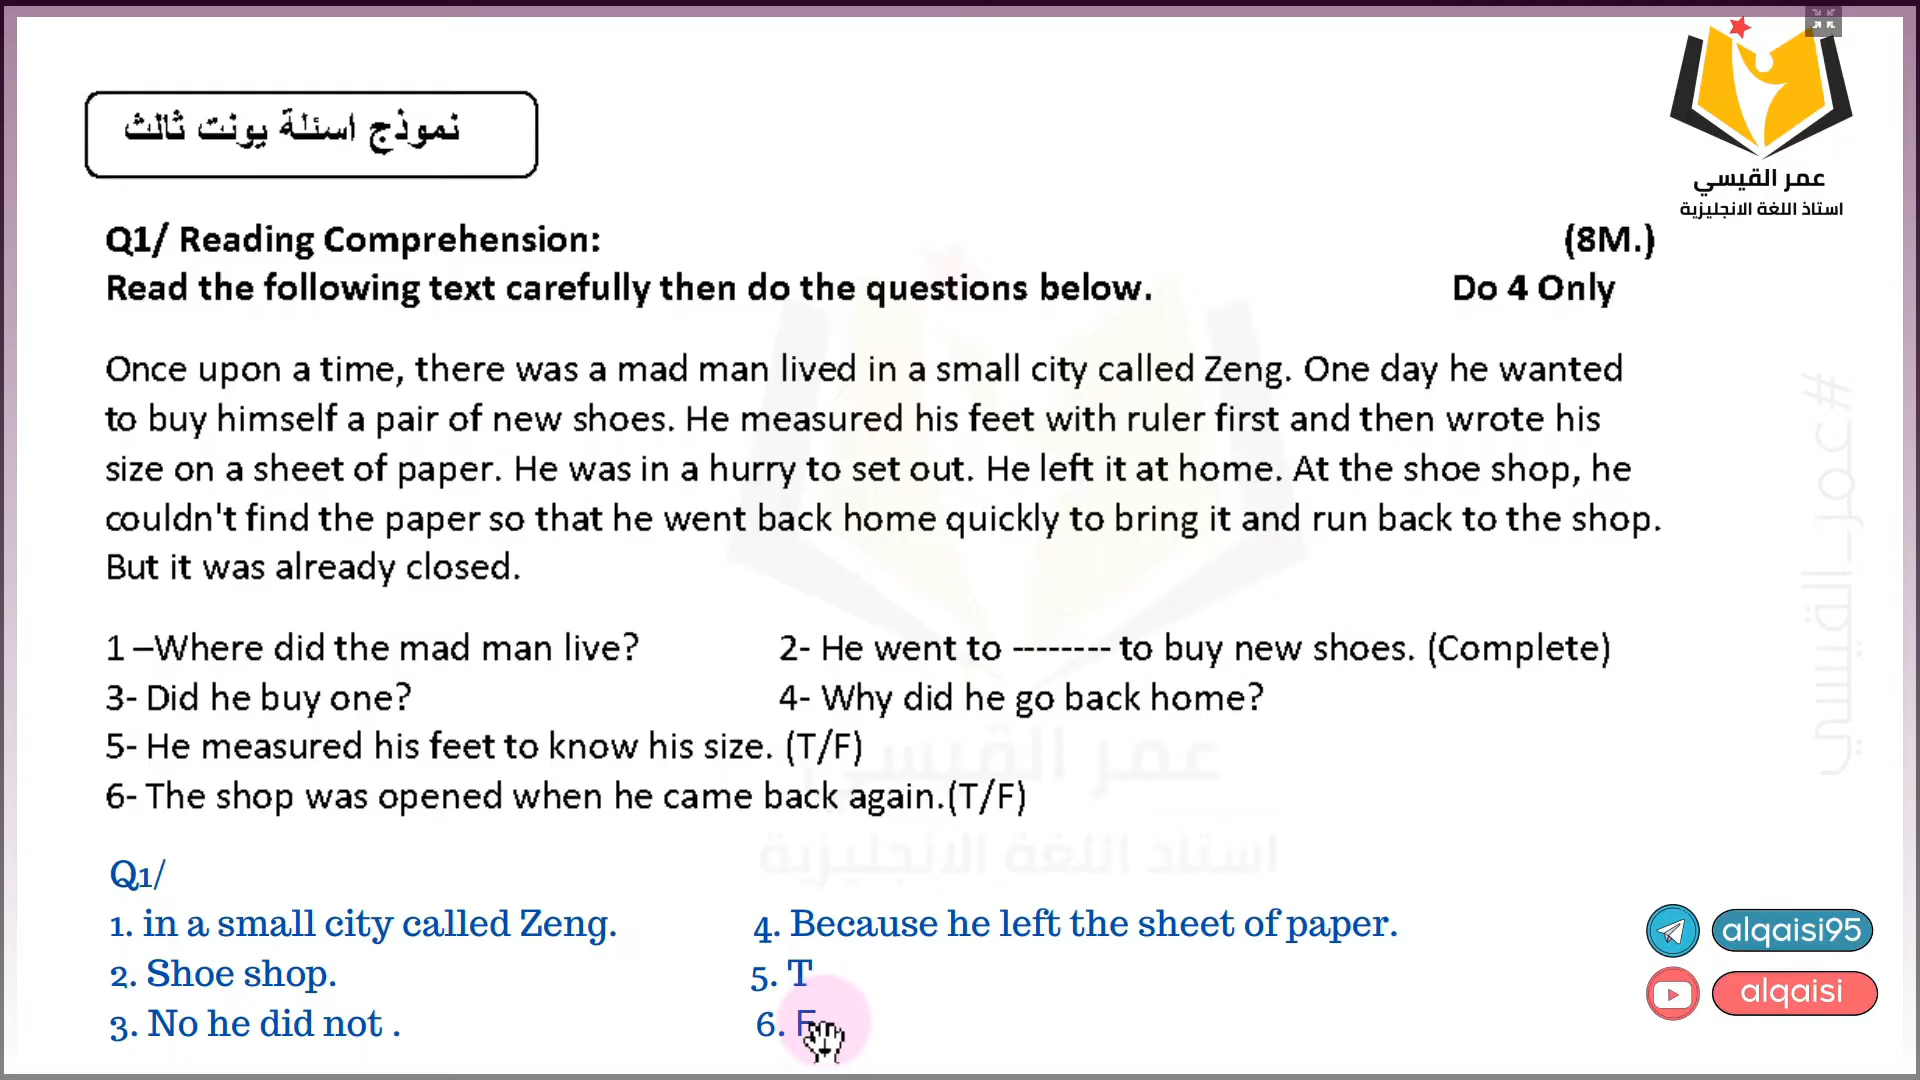 نموذج اسئلة يونت ثالث
عمر القيسي
استاذ اللغة الانجليزية
Q1/ Reading Comprehension: (8M.)
Read the following text carefully then do the questions below. Do 4 Only
Once upon a time, there was a mad man lived in a small city called Zeng. One day he wanted
to buy himself a pair of new shoes. He measured his feet with ruler first and then wrote his
size on a sheet of paper. He was in a hurry to set out. He left it at home. At the shoe shop, he
couldn't find the paper so that he went back home quickly to bring it and run back to the shop.
But it was already closed.
1 –Where did the mad man live? 2- He went to -------- to buy new shoes. (Complete)
3- Did he buy one? 4- Why did he go back home?
5- He measured his feet to know his size. (T/F)
6- The shop was opened when he came back again.(T/F)
عمر القيسي
استاذ اللغة الانجليزية
#عمر_القيسي
Q1/
1. in a small city called Zeng. 4. Because he left the sheet of paper.
2. Shoe shop. 5. T
3. No he did not . 6. F
alqaisi95
alqaisi